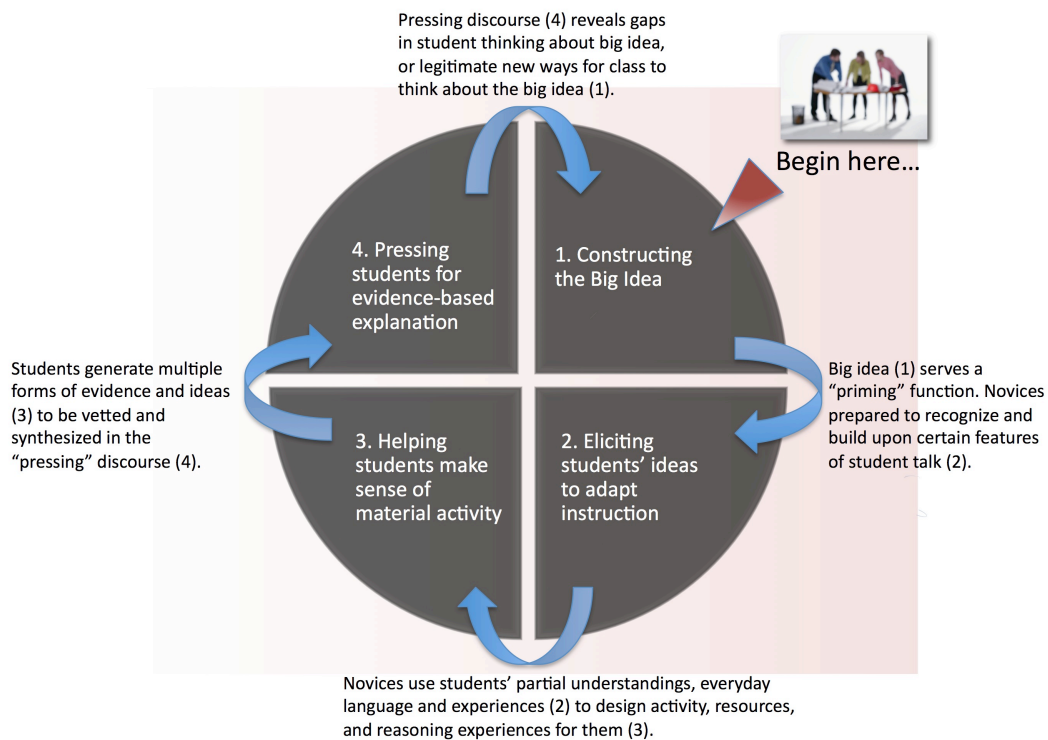 Pressing discourse (4) reveals gaps
in student thinking about big idea,
or legitimate new ways for class to
think about the big idea (1).
Begin here...
4. Pressing
students for
evidence-based
explanation
1. Constructing
the Big Idea
Students generate multiple
forms of evidence and ideas
(3) to be vetted and
synthesized in the
“pressing” discourse (4).
Big idea (1) serves a
“priming” function. Novices
prepared to recognize and
build upon certain features
of student talk (2).
3. Helping
students make
sense of
material activity
2. Eliciting
students’ ideas
to adapt
instruction
Novices use students’ partial understandings, everyday
language and experiences (2) to design activity, resources,
and reasoning experiences for them (3).